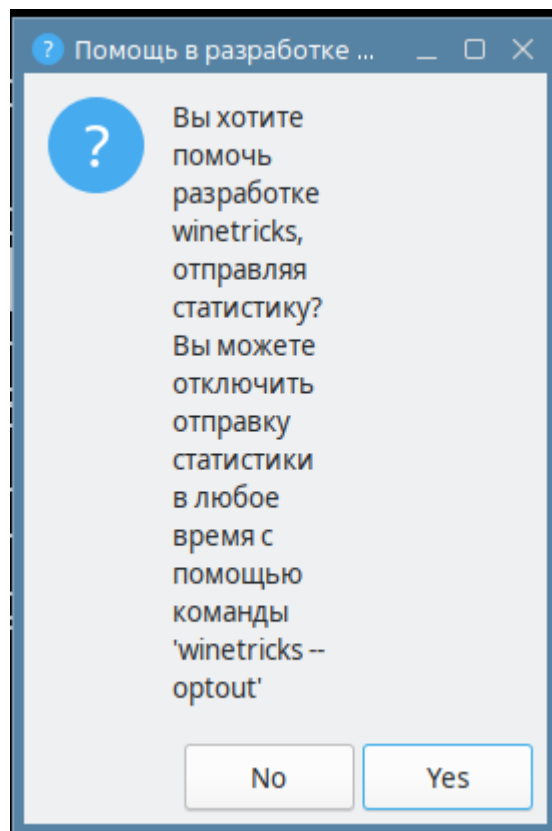 Помощь в разработке ...
Вы хотите
помочь
разработке
winetricks,
отправляя
статистику?
Вы можете
отключить
отправку
статистики
в любое
время с
помощью
команды
'winetricks --
optout'
No Yes